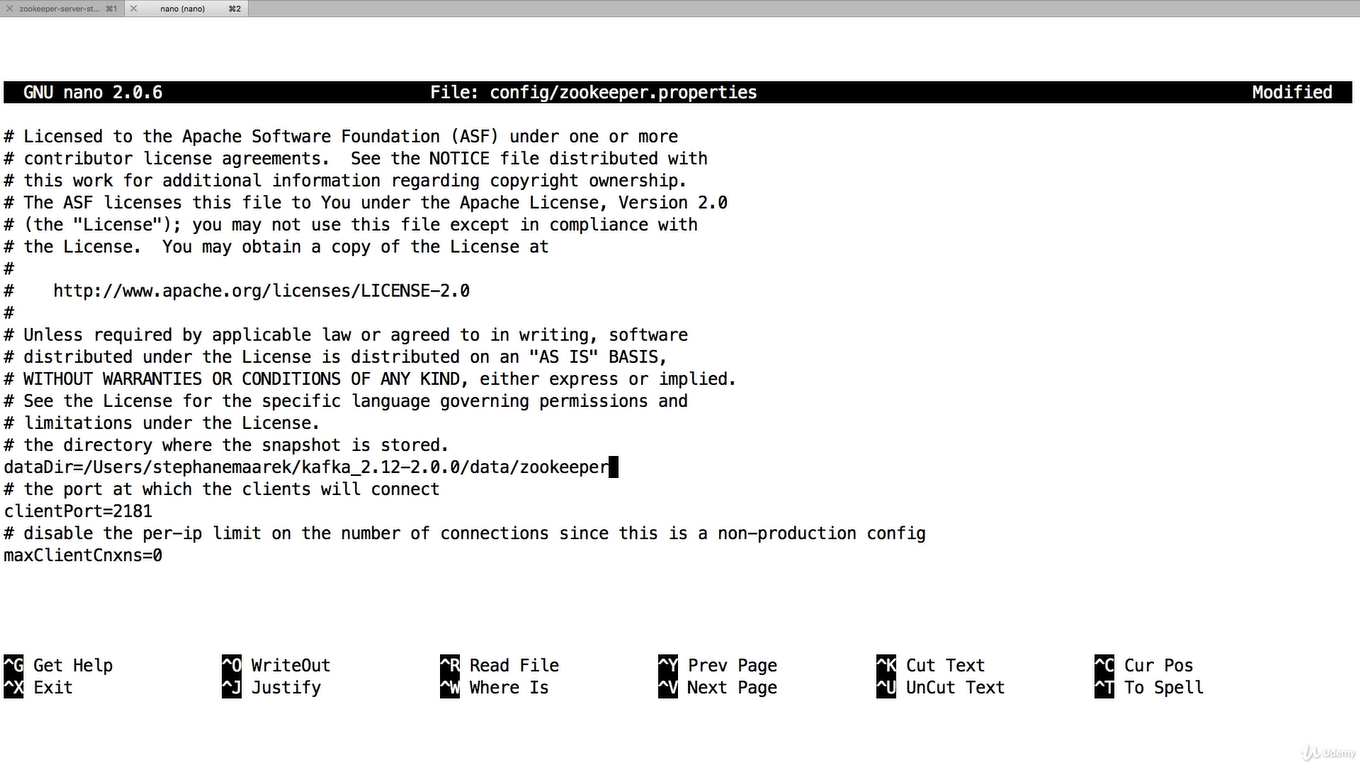 zookeeper-server-st... ⌘1 nano (nano) ⌘2
GNU nano 2.0.6 File: config/zookeeper.properties Modified
# Licensed to the Apache Software Foundation (ASF) under one or more
# contributor license agreements.  See the NOTICE file distributed with
# this work for additional information regarding copyright ownership.
# The ASF licenses this file to You under the Apache License, Version 2.0
# (the "License"); you may not use this file except in compliance with
# the License.  You may obtain a copy of the License at
#
#    http://www.apache.org/licenses/LICENSE-2.0
#
# Unless required by applicable law or agreed to in writing, software
# distributed under the License is distributed on an "AS IS" BASIS,
# WITHOUT WARRANTIES OR CONDITIONS OF ANY KIND, either express or implied.
# See the License for the specific language governing permissions and
# limitations under the License.
# the directory where the snapshot is stored.
dataDir=/Users/stephanemaarek/kafka_2.12-2.0.0/data/zookeeper
# the port at which the clients will connect
clientPort=2181
# disable the per-ip limit on the number of connections since this is a non-production config
maxClientCnxns=0
^G Get Help ^O WriteOut ^R Read File ^Y Prev Page ^K Cut Text ^C Cur Pos
^X Exit ^J Justify ^W Where Is ^V Next Page ^U UnCut Text ^T To Spell
Udemy